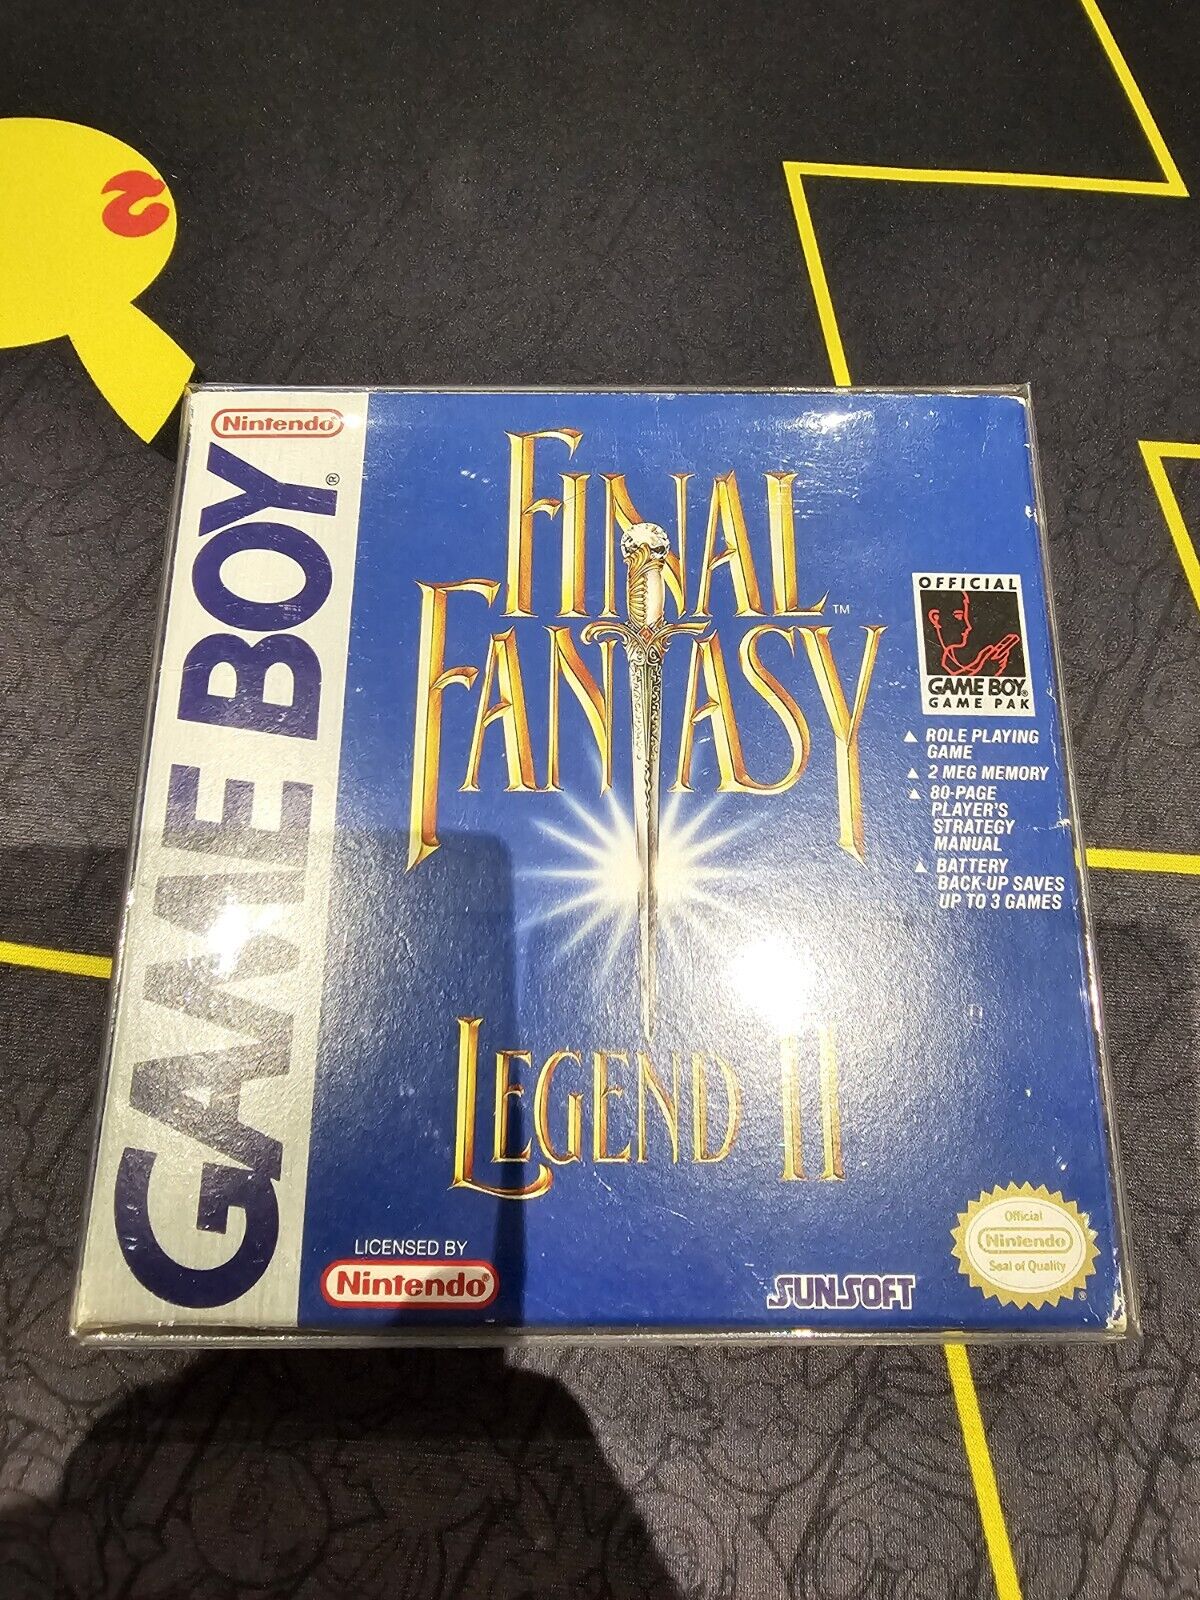 Nintendo®
GAME BOY®
FINAL
FANTASY™
LEGEND II
OFFICIAL
GAME BOY®
GAME PAK
▲ ROLE PLAYING
GAME
▲ 2 MEG MEMORY
▲ 80-PAGE
PLAYER'S
STRATEGY
MANUAL
▲ BATTERY
BACK-UP SAVES
UP TO 3 GAMES
LICENSED BY
Nintendo®
SUNSOFT
Official
Nintendo
Seal of Quality
®